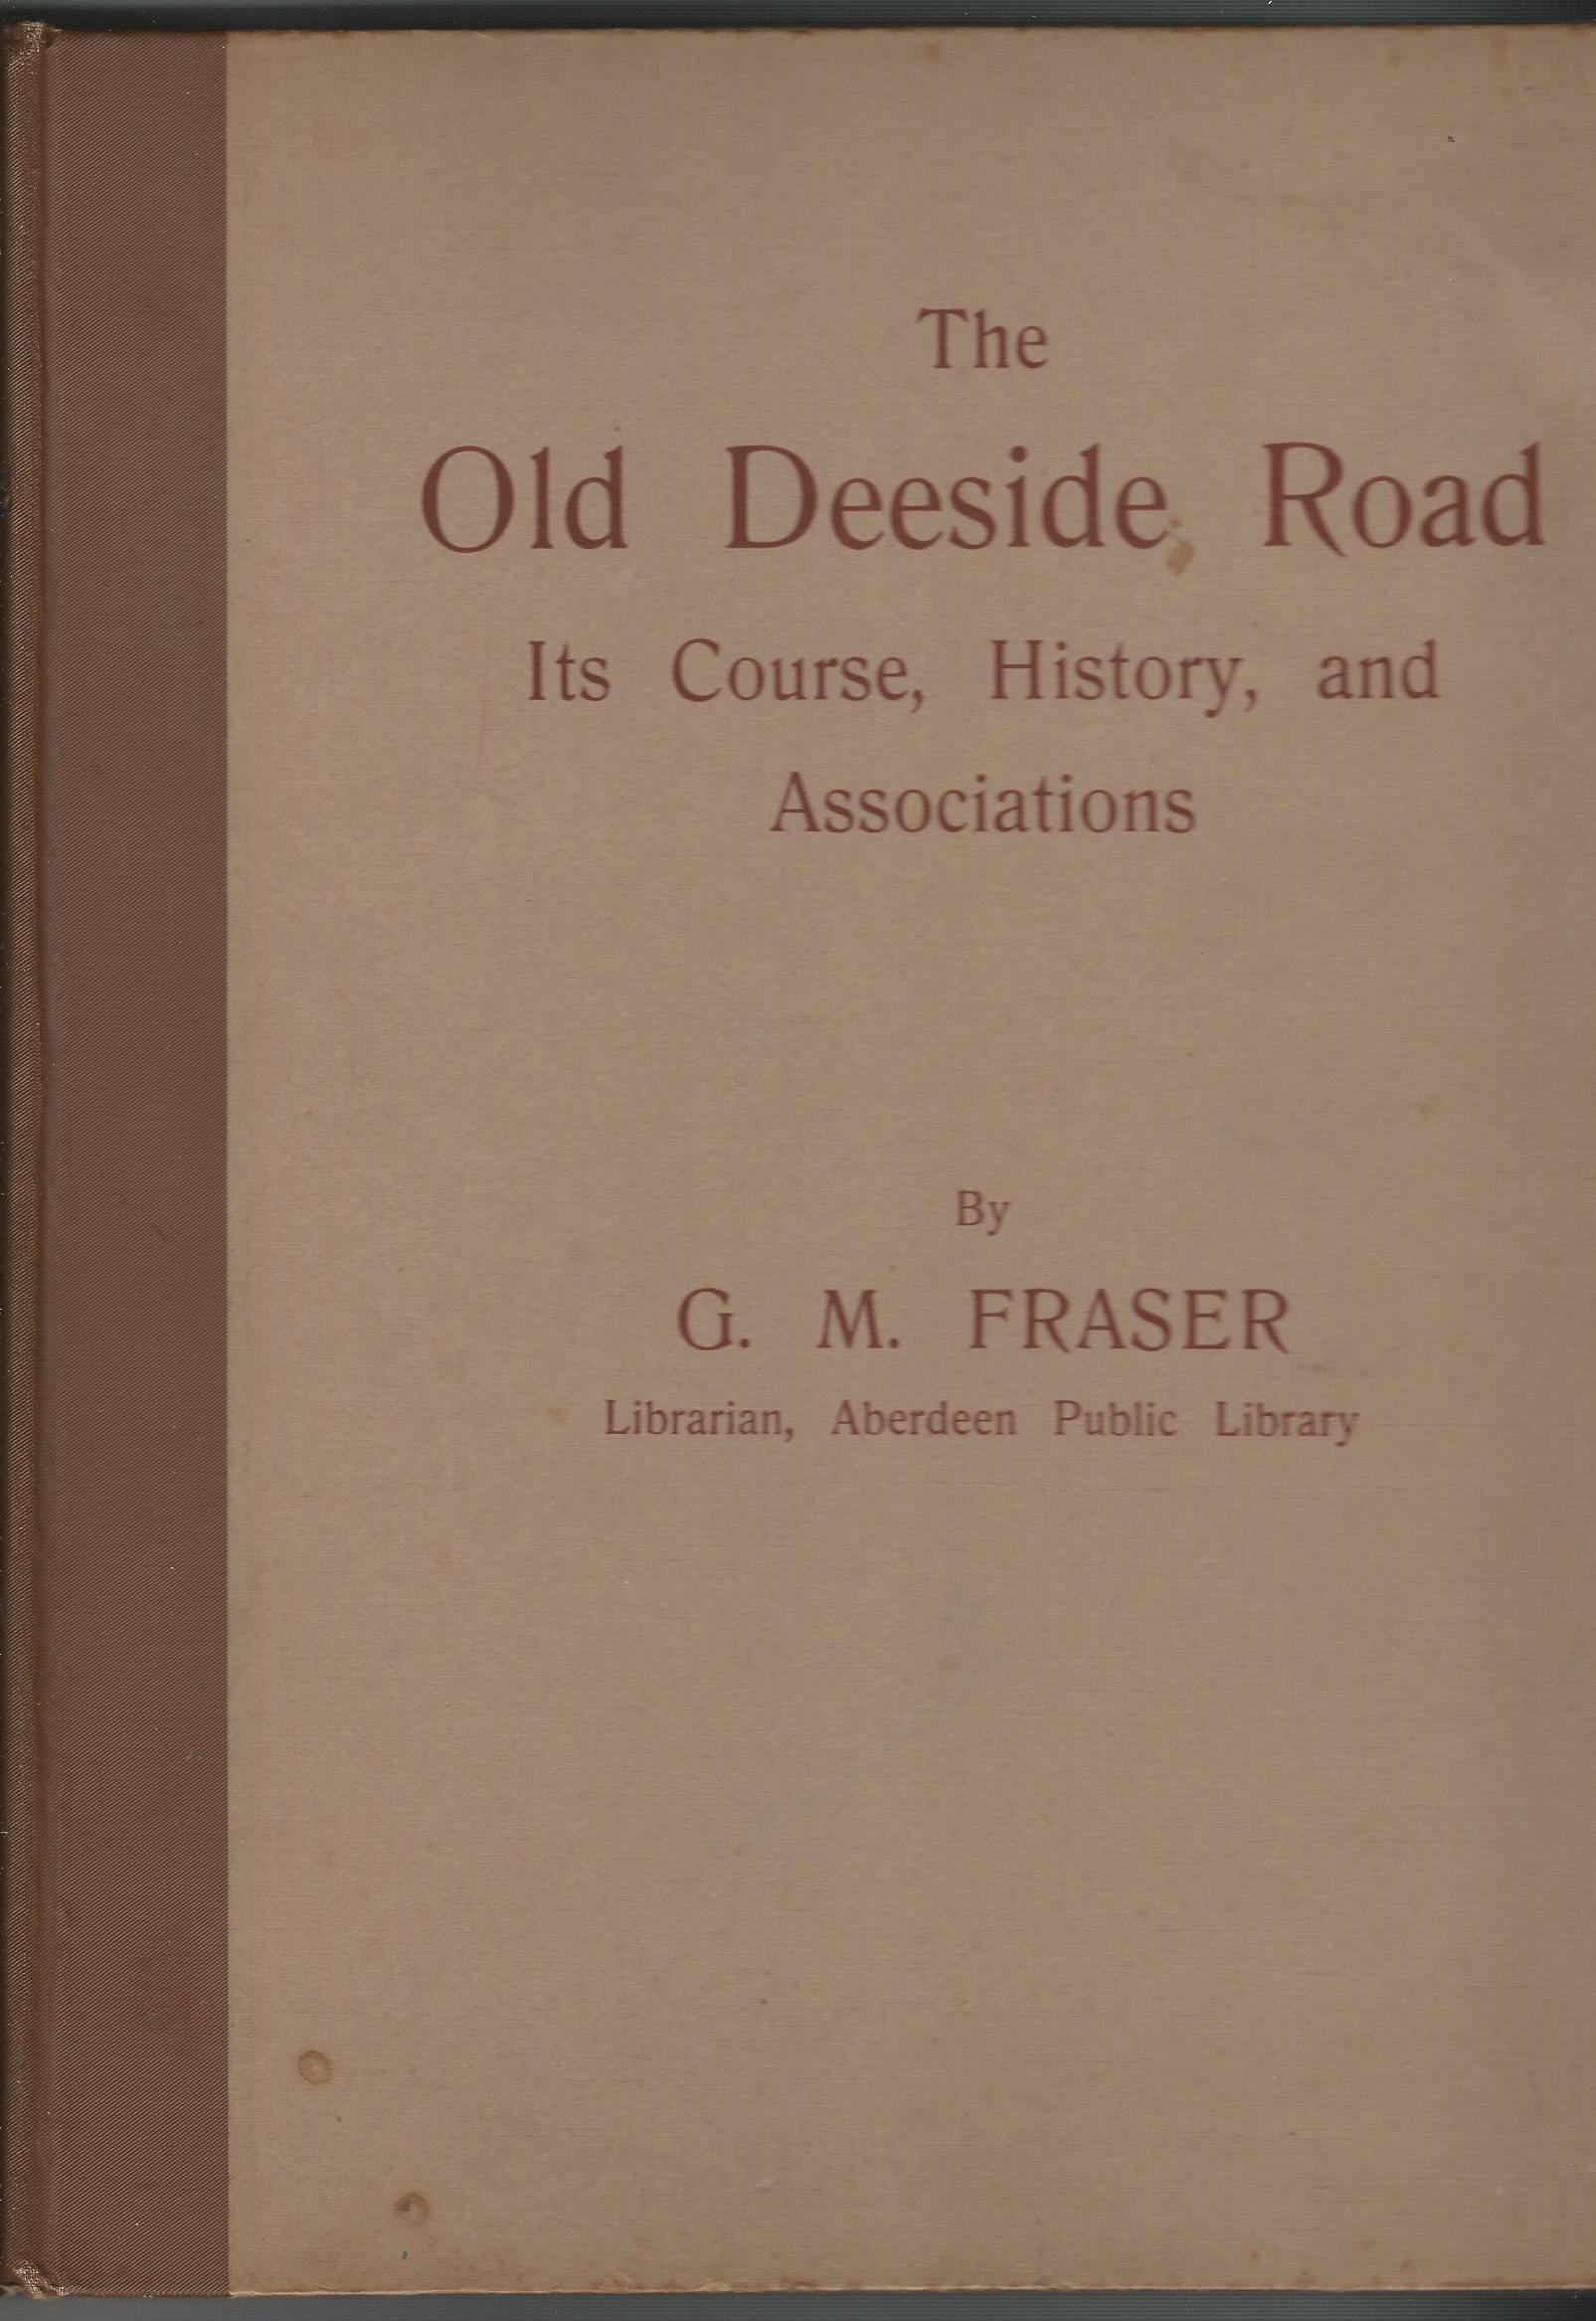 The
Old Deeside Road
Its Course, History, and
Associations
By
G. M. FRASER
Librarian, Aberdeen Public Library